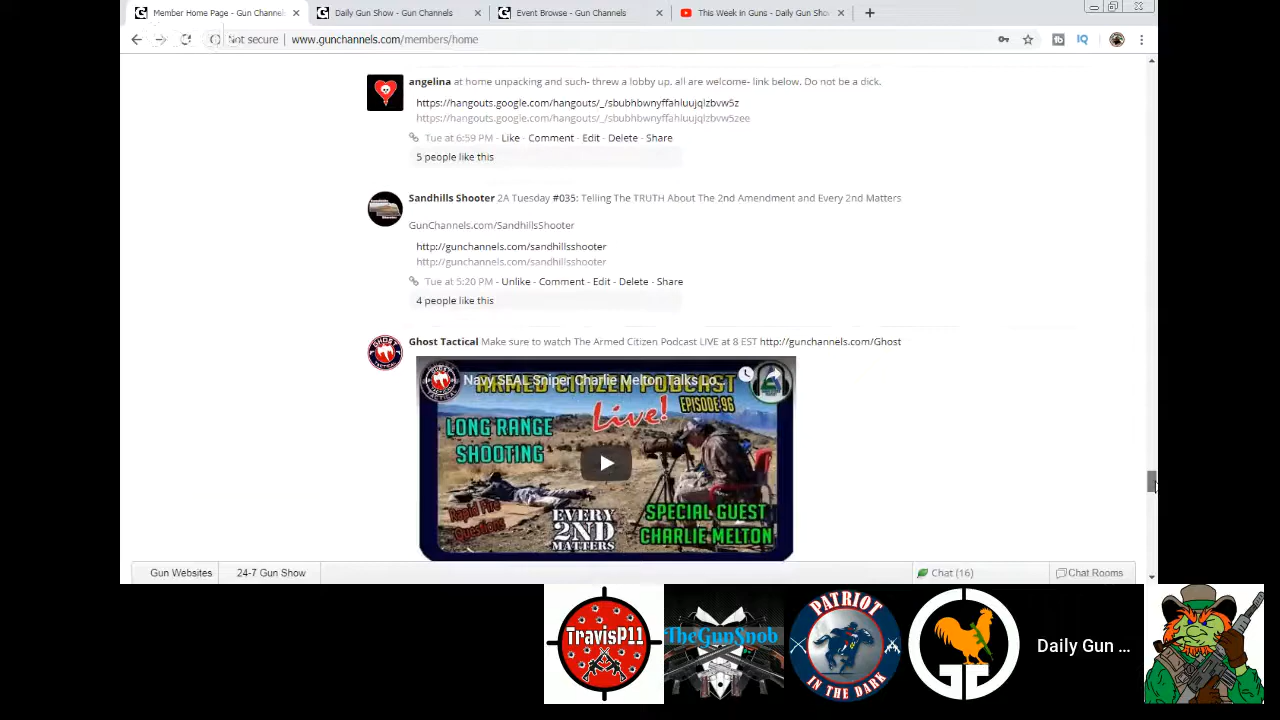 Member Home Page - Gun Channel
Daily Gun Show - Gun Channels
Event Browse - Gun Channels
This Week in Guns - Daily Gun Sho
Not secure
www.gunchannels.com/members/home
angelina at home unpacking and such- threw a lobby up, all are welcome- link below. Do not be a dick.
https://hangouts.google.com/hangouts/_/sbubhbwnyffahluujqlzbvw5z
https://hangouts.google.com/hangouts/_/sbubhbwnyffahluujqlzbvw5zee
Tue at 6:59 PM - Like - Comment - Edit - Delete - Share
5 people like this
Sandhills Shooter 2A Tuesday #035: Telling The TRUTH About The 2nd Amendment and Every 2nd Matters
GunChannels.com/SandhillsShooter
http://gunchannels.com/sandhillsshooter
http://gunchannels.com/sandhillsshooter
Tue at 5:20 PM - Unlike - Comment - Edit - Delete - Share
4 people like this
Ghost Tactical Make sure to watch The Armed Citizen Podcast LIVE at 8 EST http://gunchannels.com/Ghost
Navy SEAL Sniper Charlie Melton Talks Lo...
ARMED CITIZEN PODCAST
Live!
EPISODE 96
LONG RANGE
SHOOTING
Rapid Fire
Questions
EVERY
2ND
MATTERS
SPECIAL GUEST
CHARLIE MELTON
Gun Websites
24-7 Gun Show
Chat (16)
Chat Rooms
TravisP11
TheGunSnob
PATRIOT
IN THE DARK
Daily Gun ...